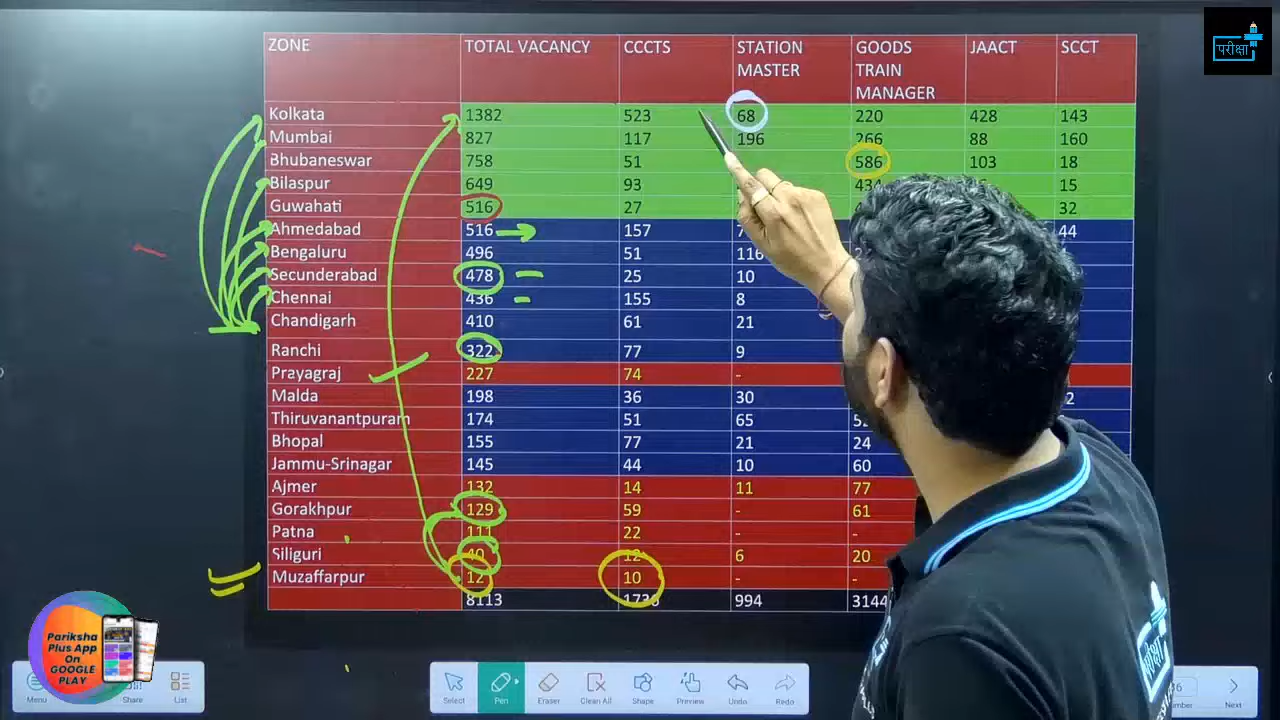 परीक्षा
ZONE TOTAL VACANCY CCCTS STATION MASTER GOODS TRAIN MANAGER JAACT SCCT
Kolkata 1382 523 68 220 428 143
Mumbai 827 117 196 266 88 160
Bhubaneswar 758 51 586 103 18
Bilaspur 649 93 434 15
Guwahati 516 27 32
Ahmedabad 516 157 44
Bengaluru 496 51 116
Secunderabad 478 25 10
Chennai 436 155 8
Chandigarh 410 61 21
Ranchi 322 77 9
Prayagraj 227 74 -
Malda 198 36 30
Thiruvanantpuram 174 51 65
Bhopal 155 77 21 24
Jammu-Srinagar 145 44 10 60
Ajmer 132 14 11 77
Gorakhpur 129 59 - 61
Patna 111 22 - -
Siliguri 40 12 6 20
Muzaffarpur 12 10 - -
8113 1736 994 3144
Pariksha
Plus App
On
GOOGLE
PLAY
Menu Share List Select Pen Eraser Clean All Shape Preview Undo Redo Next